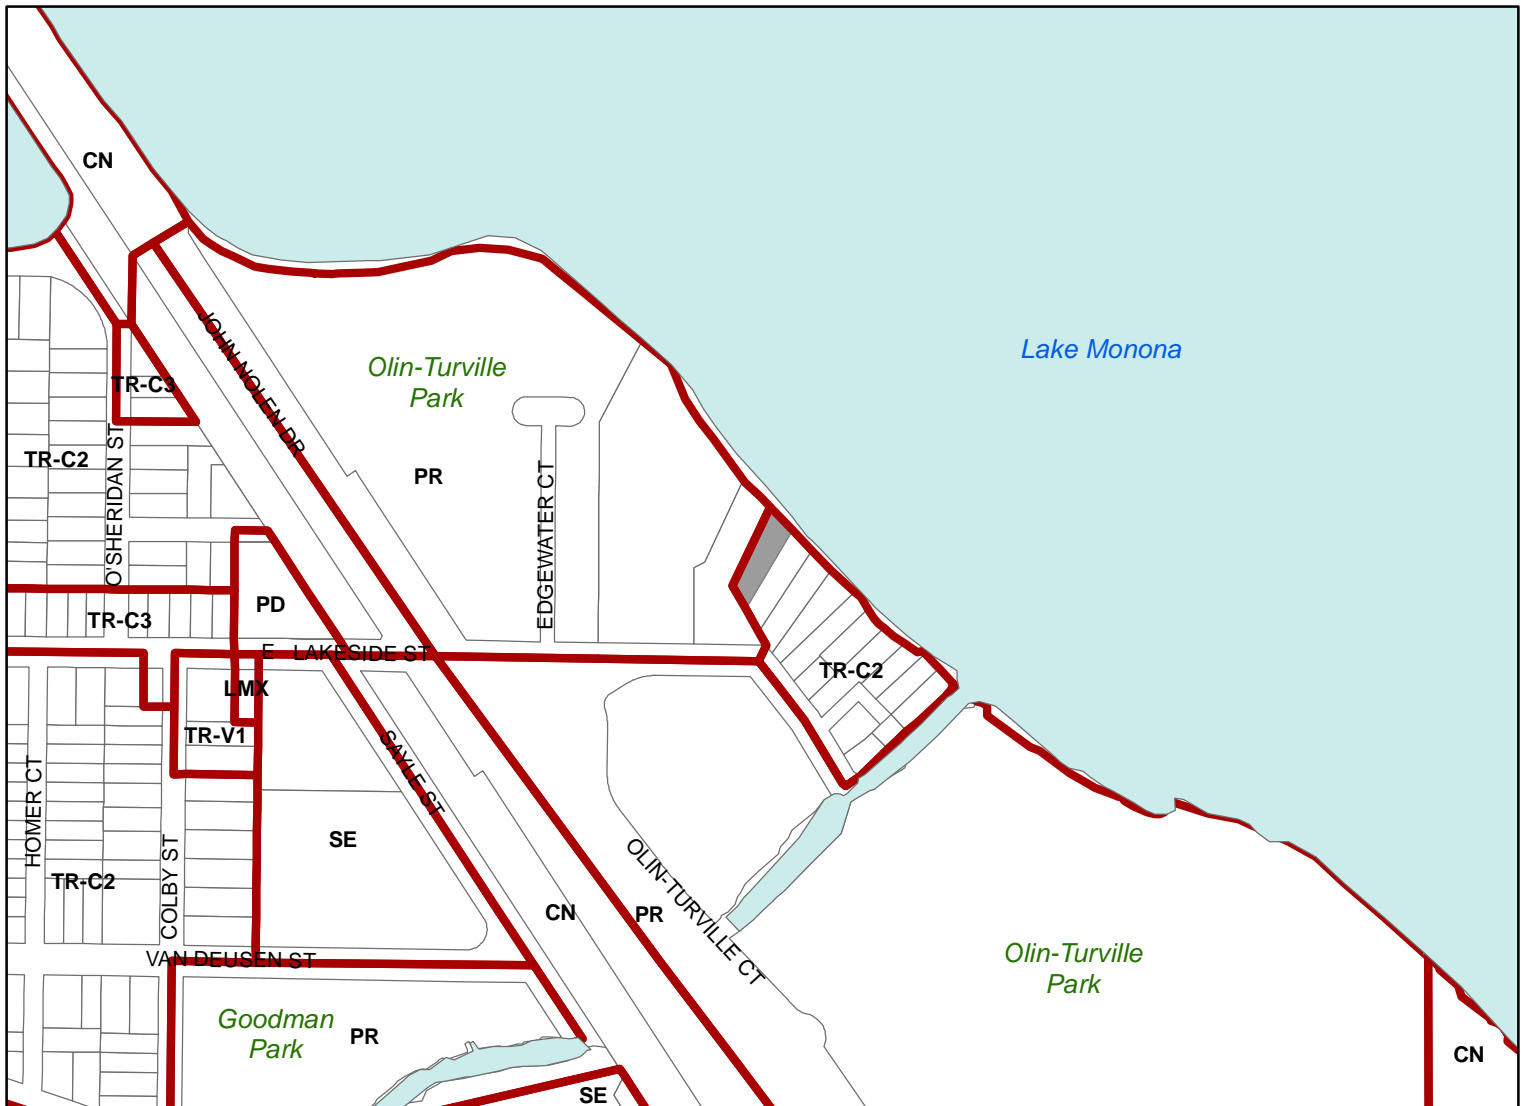 CN
Lake Monona
JOHN NOLEN DR
Olin-Turville
Park
TR-C3
TR-C2
O'SHERIDAN ST
PR
EDGEWATER CT
PD
TR-C3
E LAKESIDE ST
TR-C2
LMX
TR-V1
SAYLE ST
HOMER CT
SE
TR-C2
COLBY ST
OLIN-TURVILLE CT
CN
PR
VAN DEUSEN ST
Olin-Turville
Park
Goodman
Park
PR
CN
SE